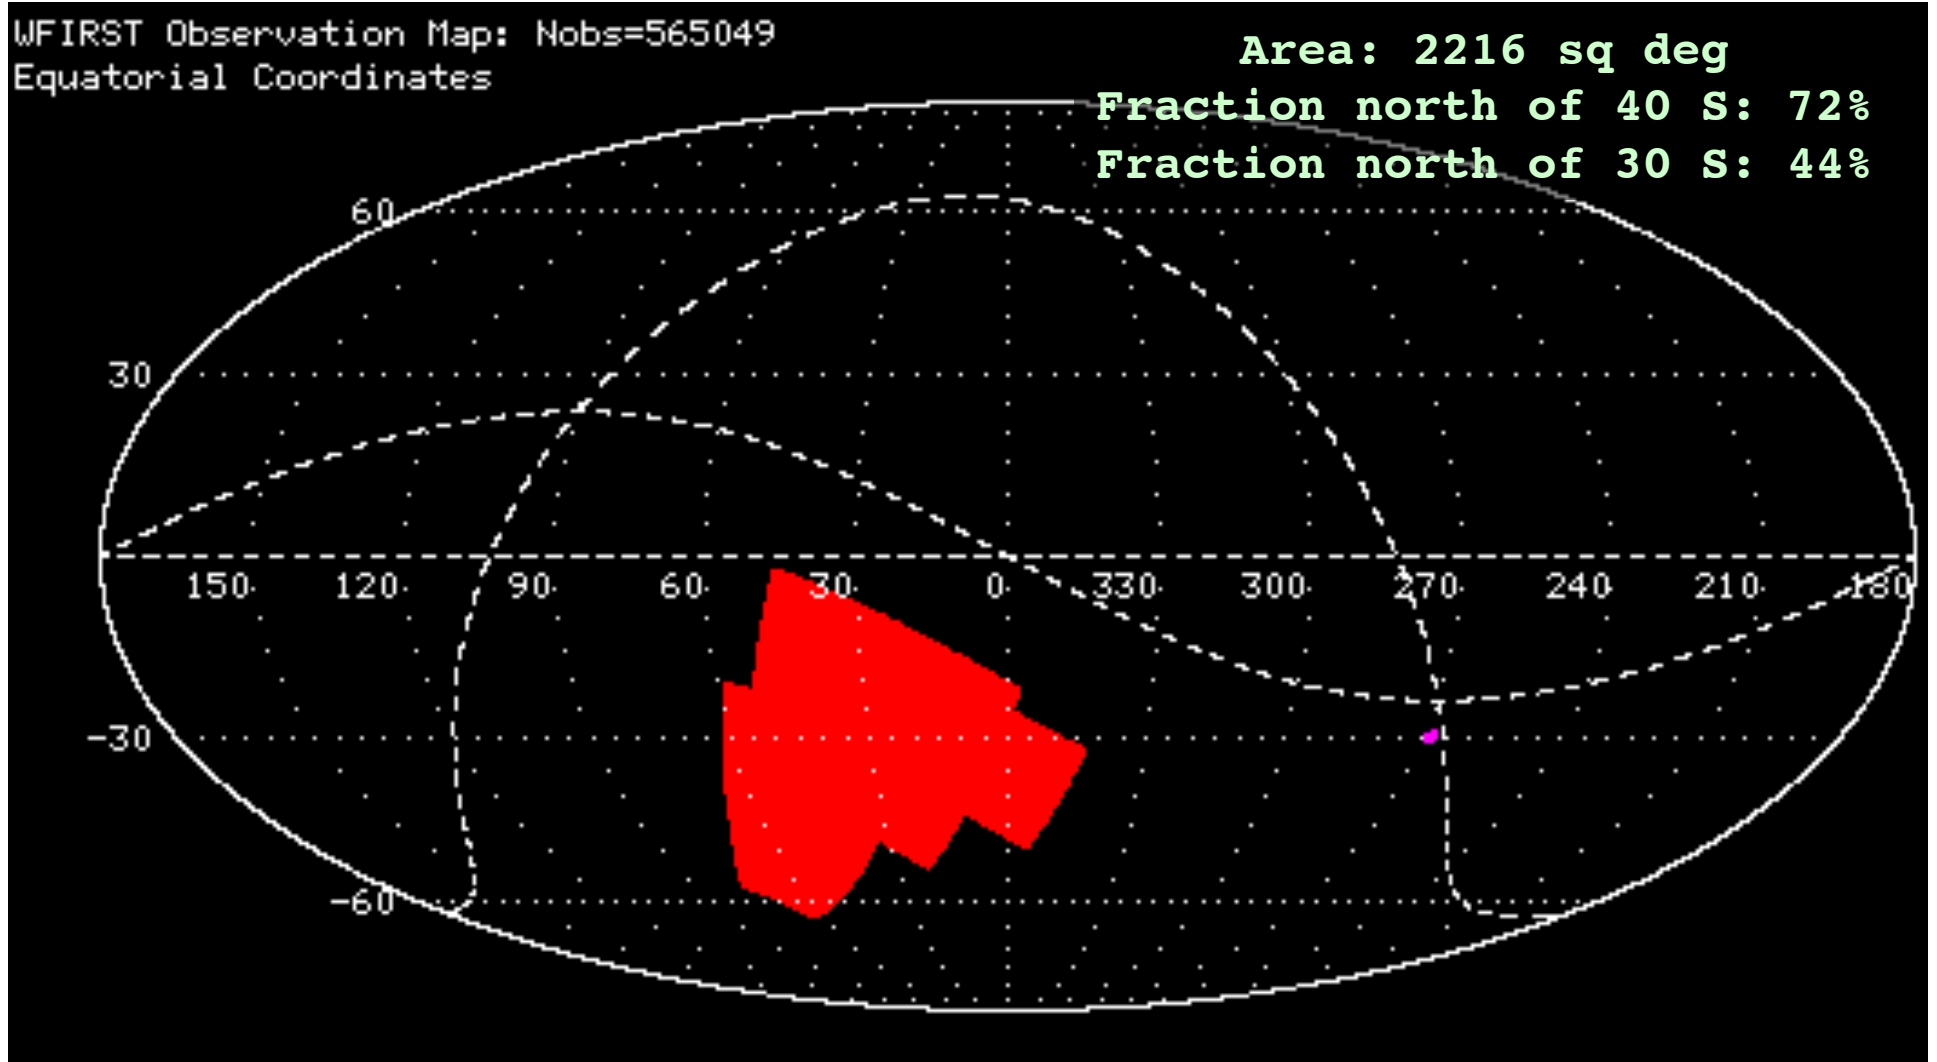 WFIRST Observation Map: Nobs=565049
Equatorial Coordinates
Area: 2216 sq deg
Fraction north of 40 S: 72%
Fraction north of 30 S: 44%
60
30
150 120 90 60 30 0 330 300 270 240 210 180
-30
-60